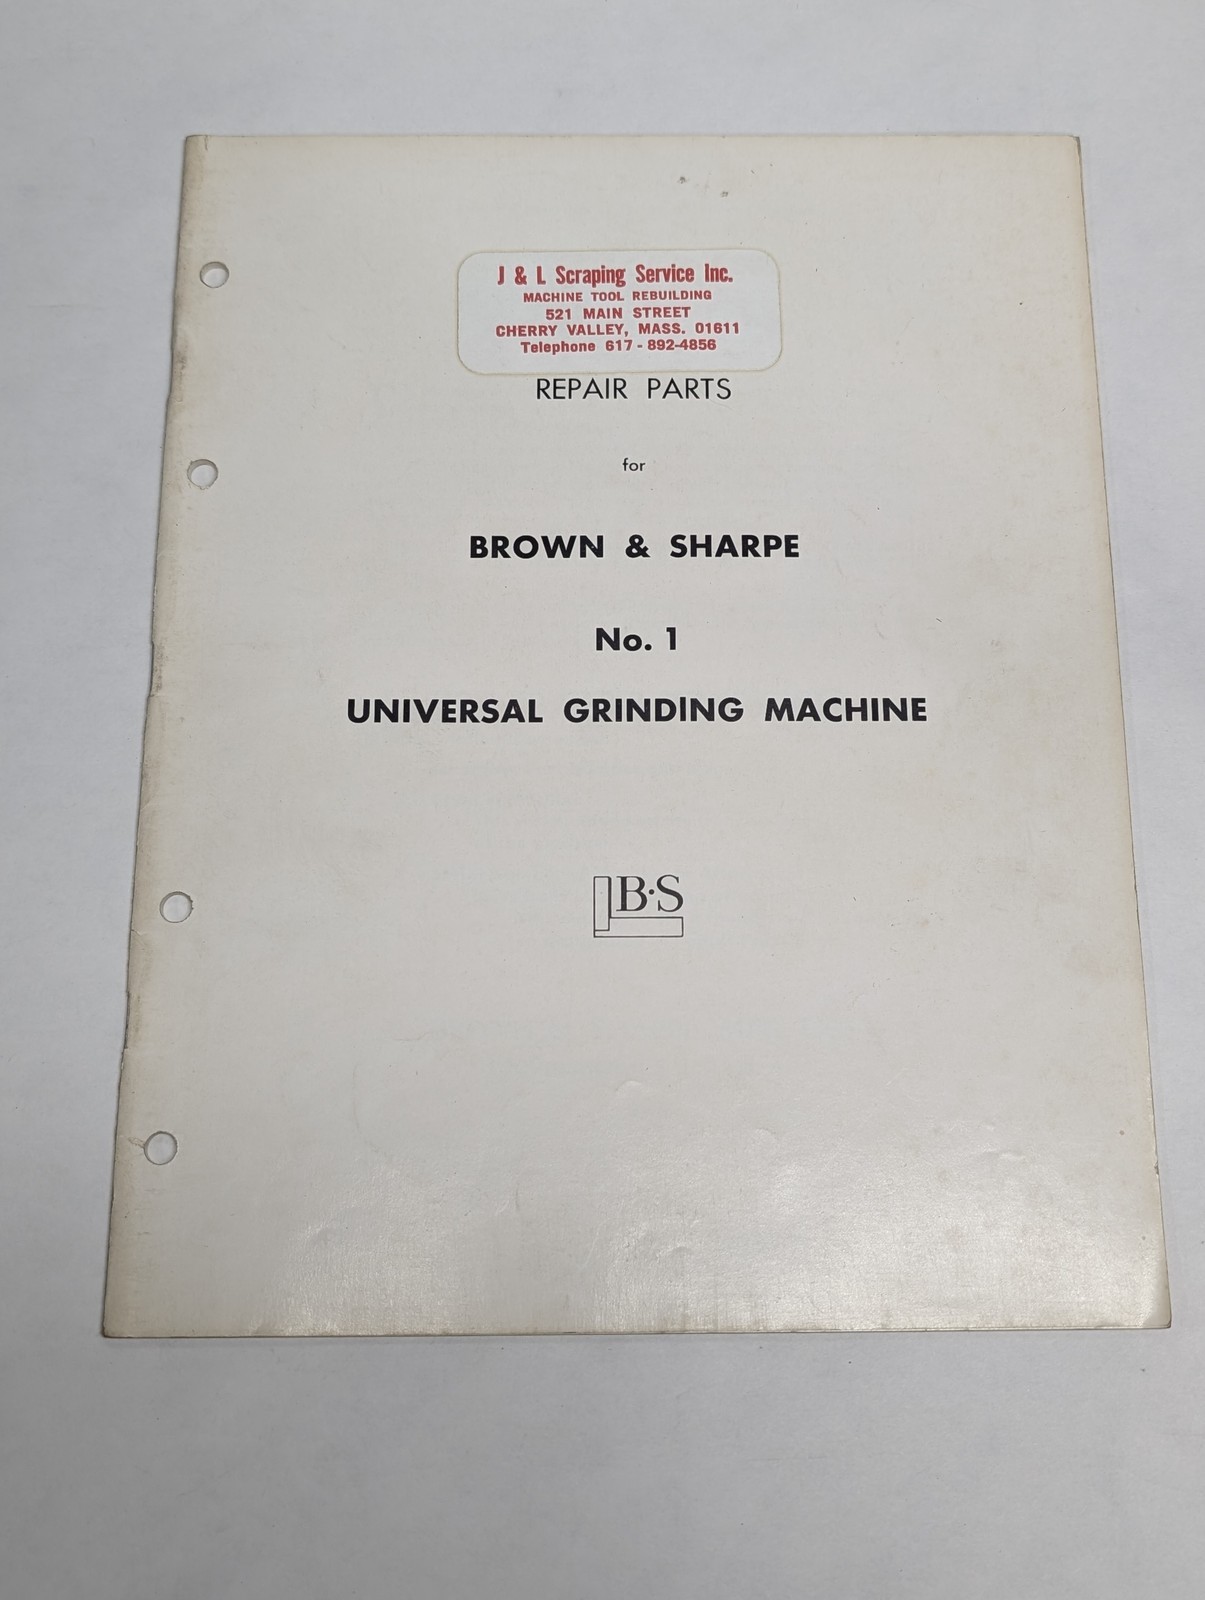 J & L Scraping Service Inc.
MACHINE TOOL REBUILDING
521 MAIN STREET
CHERRY VALLEY, MASS. 01611
Telephone 617 - 892-4856
REPAIR PARTS
for
BROWN & SHARPE
No. 1
UNIVERSAL GRINDING MACHINE
B·S